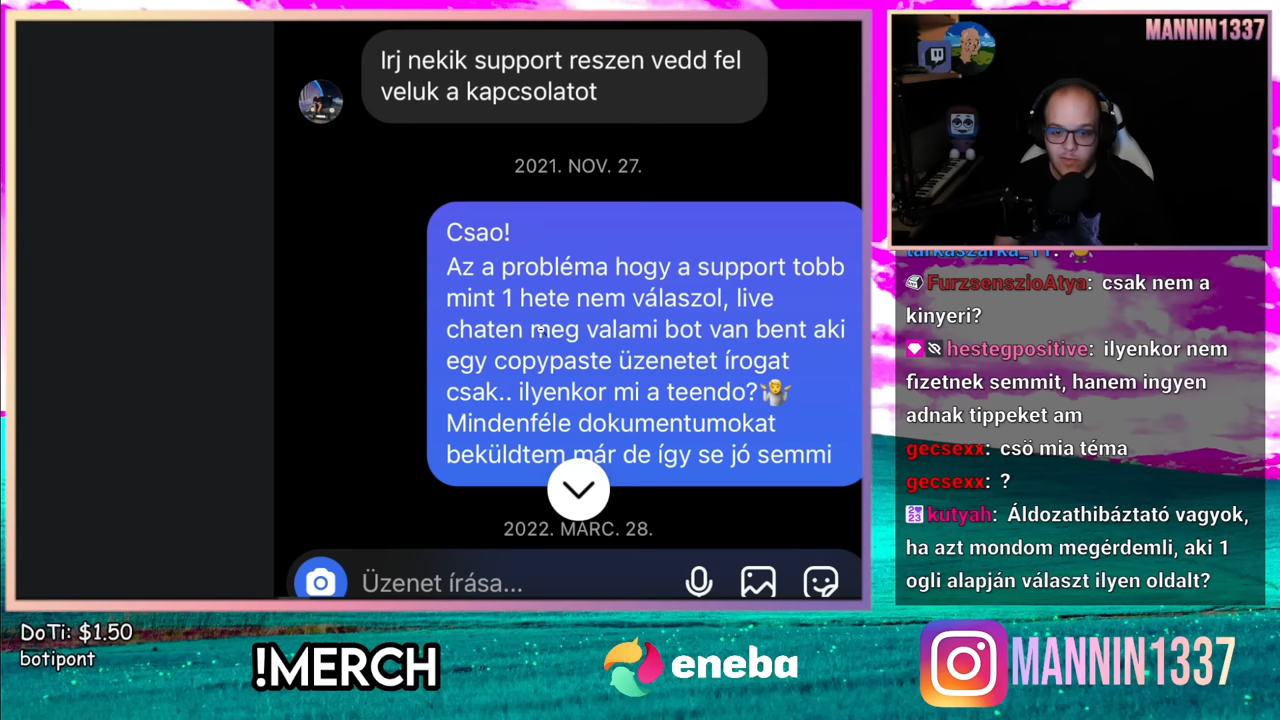 Irj nekik support reszen vedd fel
veluk a kapcsolatot
2021. NOV. 27.
Csao!
Az a probléma hogy a support tobb
mint 1 hete nem válaszol, live
chaten meg valami bot van bent aki
egy copypaste üzenetet írogat
csak.. ilyenkor mi a teendo?🤷‍♂️
Mindenféle dokumentumokat
beküldtem már de így se jó semmi
2022. MÁRC. 28.
Üzenet írása...
MANNIN1337
FurzsenszioAtya: csak nem a
kinyeri?
hestegpositive: ilyenkor nem
fizetnek semmit, hanem ingyen
adnak tippeket am
gecsexx: csö mia téma
gecsexx: ?
kutyah: Áldozathibáztató vagyok,
ha azt mondom megérdemli, aki 1
ogli alapján választ ilyen oldalt?
DoTi: $1.50
botipont
!MERCH
eneba
MANNIN1337